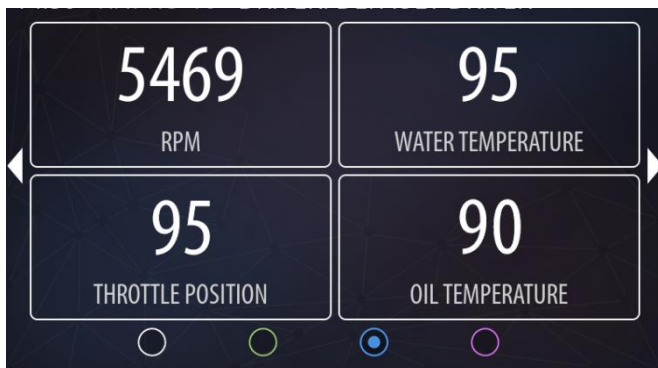 5469
RPM
95
WATER TEMPERATURE
95
THROTTLE POSITION
90
OIL TEMPERATURE